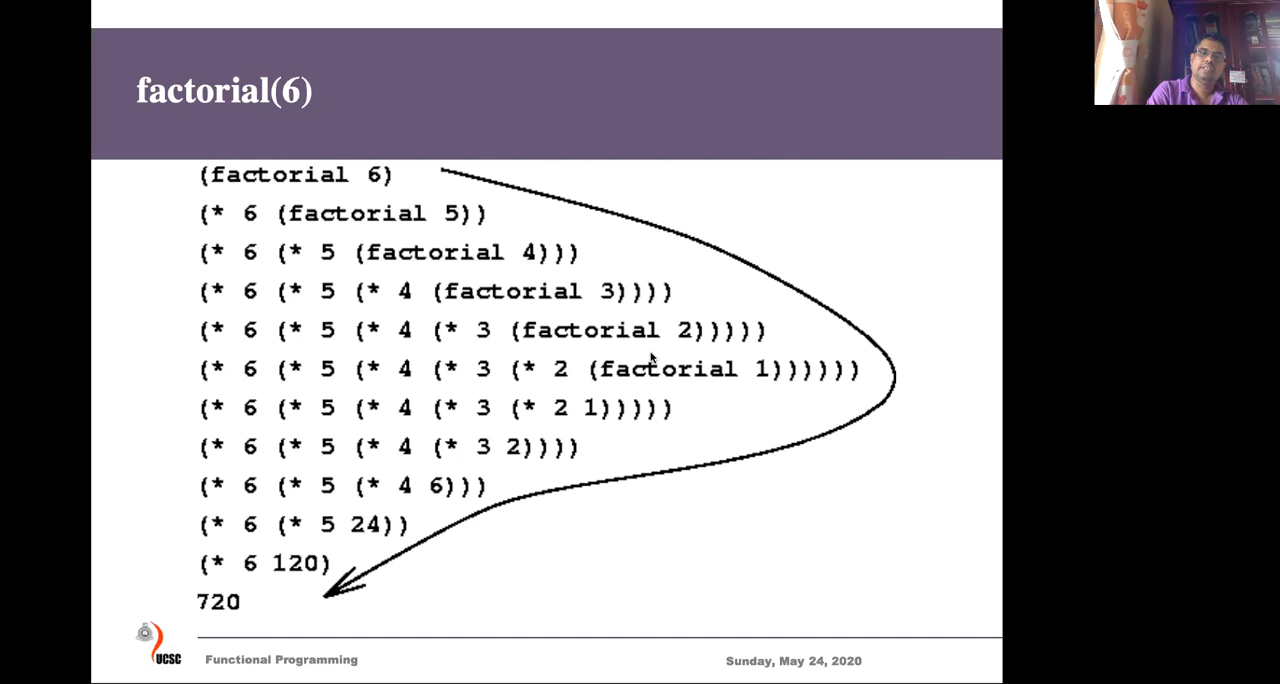 factorial(6)
(factorial 6)
(* 6 (factorial 5))
(* 6 (* 5 (factorial 4)))
(* 6 (* 5 (* 4 (factorial 3))))
(* 6 (* 5 (* 4 (* 3 (factorial 2)))))
(* 6 (* 5 (* 4 (* 3 (* 2 (factorial 1))))))
(* 6 (* 5 (* 4 (* 3 (* 2 1)))))
(* 6 (* 5 (* 4 (* 3 2))))
(* 6 (* 5 (* 4 6)))
(* 6 (* 5 24))
(* 6 120)
720
UCSC
Functional Programming
Sunday, May 24, 2020